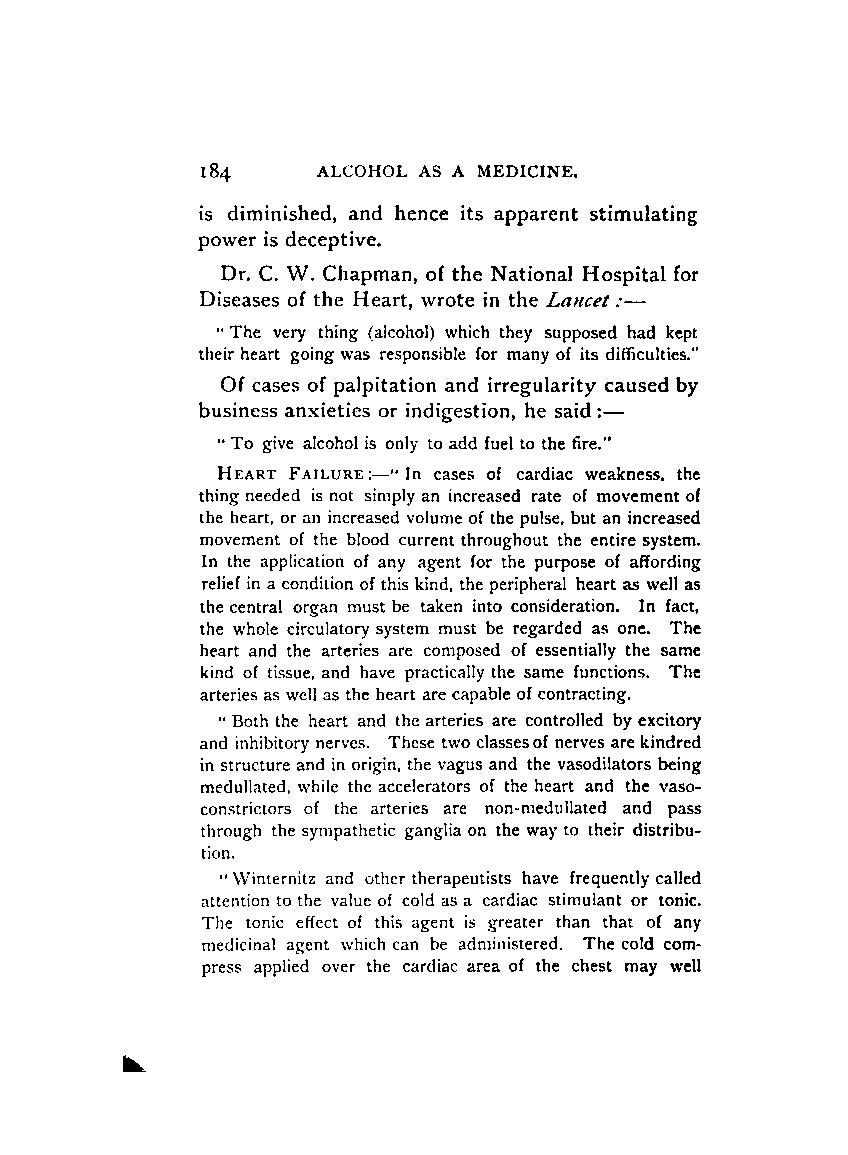 184 ALCOHOL AS A MEDICINE.
is diminished, and hence its apparent stimulating
power is deceptive.
Dr. C. W. Chapman, of the National Hospital for
Diseases of the Heart, wrote in the Lancet :—
" The very thing (alcohol) which they supposed had kept
their heart going was responsible for many of its difficulties."
Of cases of palpitation and irregularity caused by
business anxieties or indigestion, he said :—
" To give alcohol is only to add fuel to the fire."
HEART FAILURE :—" In cases of cardiac weakness, the
thing needed is not simply an increased rate of movement of
the heart, or an increased volume of the pulse, but an increased
movement of the blood current throughout the entire system.
In the application of any agent for the purpose of affording
relief in a condition of this kind, the peripheral heart as well as
the central organ must be taken into consideration. In fact,
the whole circulatory system must be regarded as one. The
heart and the arteries are composed of essentially the same
kind of tissue, and have practically the same functions. The
arteries as well as the heart are capable of contracting.
" Both the heart and the arteries are controlled by excitory
and inhibitory nerves. These two classes of nerves are kindred
in structure and in origin, the vagus and the vasodilators being
medullated, while the accelerators of the heart and the vaso-
constrictors of the arteries are non-medullated and pass
through the sympathetic ganglia on the way to their distribu-
tion.
" Winternitz and other therapeutists have frequently called
attention to the value of cold as a cardiac stimulant or tonic.
The tonic effect of this agent is greater than that of any
medicinal agent which can be administered. The cold com-
press applied over the cardiac area of the chest may well